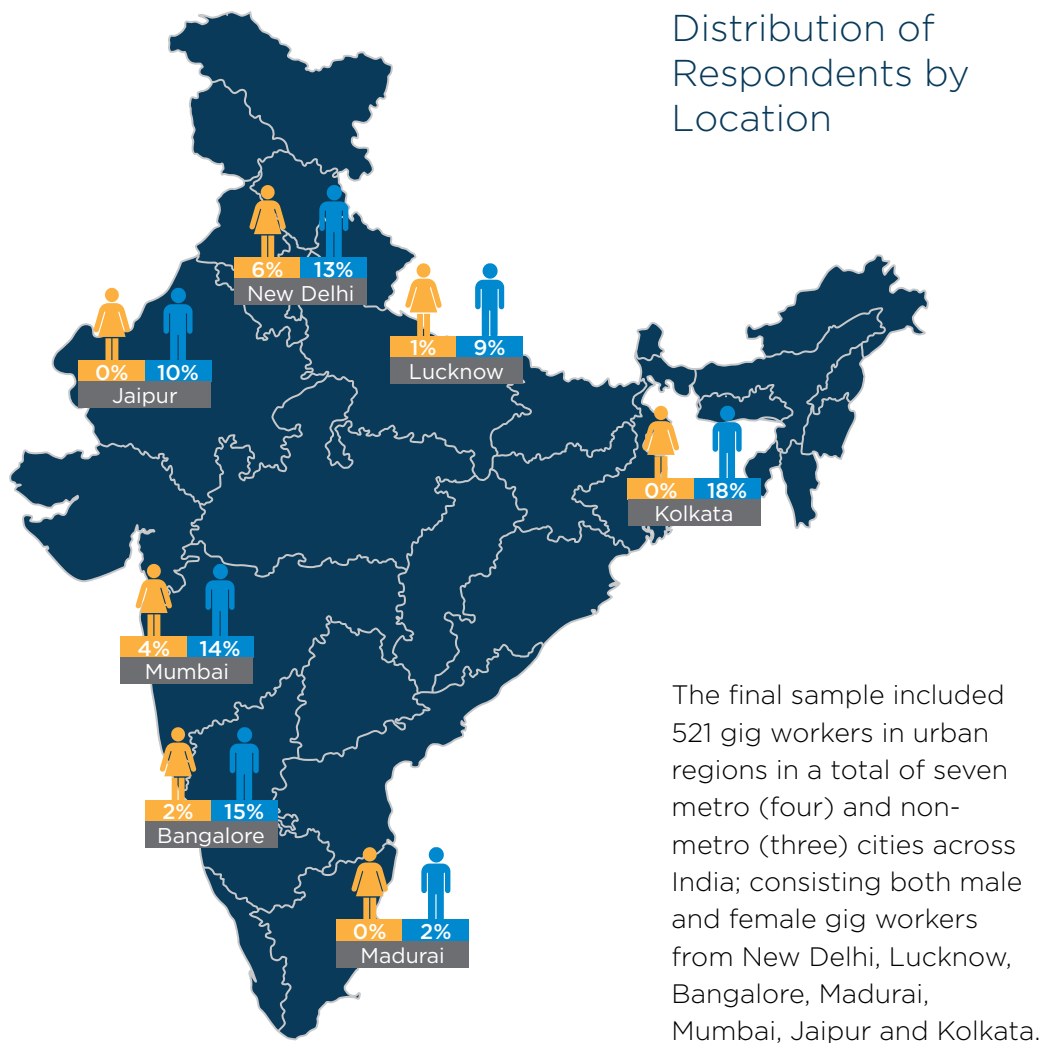 Distribution of
Respondents by
Location
6% 13%
New Delhi
1% 9%
Lucknow
0% 10%
Jaipur
0% 18%
Kolkata
4% 14%
Mumbai
2% 15%
Bangalore
0% 2%
Madurai
The final sample included
521 gig workers in urban
regions in a total of seven
metro (four) and non-
metro (three) cities across
India; consisting both male
and female gig workers
from New Delhi, Lucknow,
Bangalore, Madurai,
Mumbai, Jaipur and Kolkata.